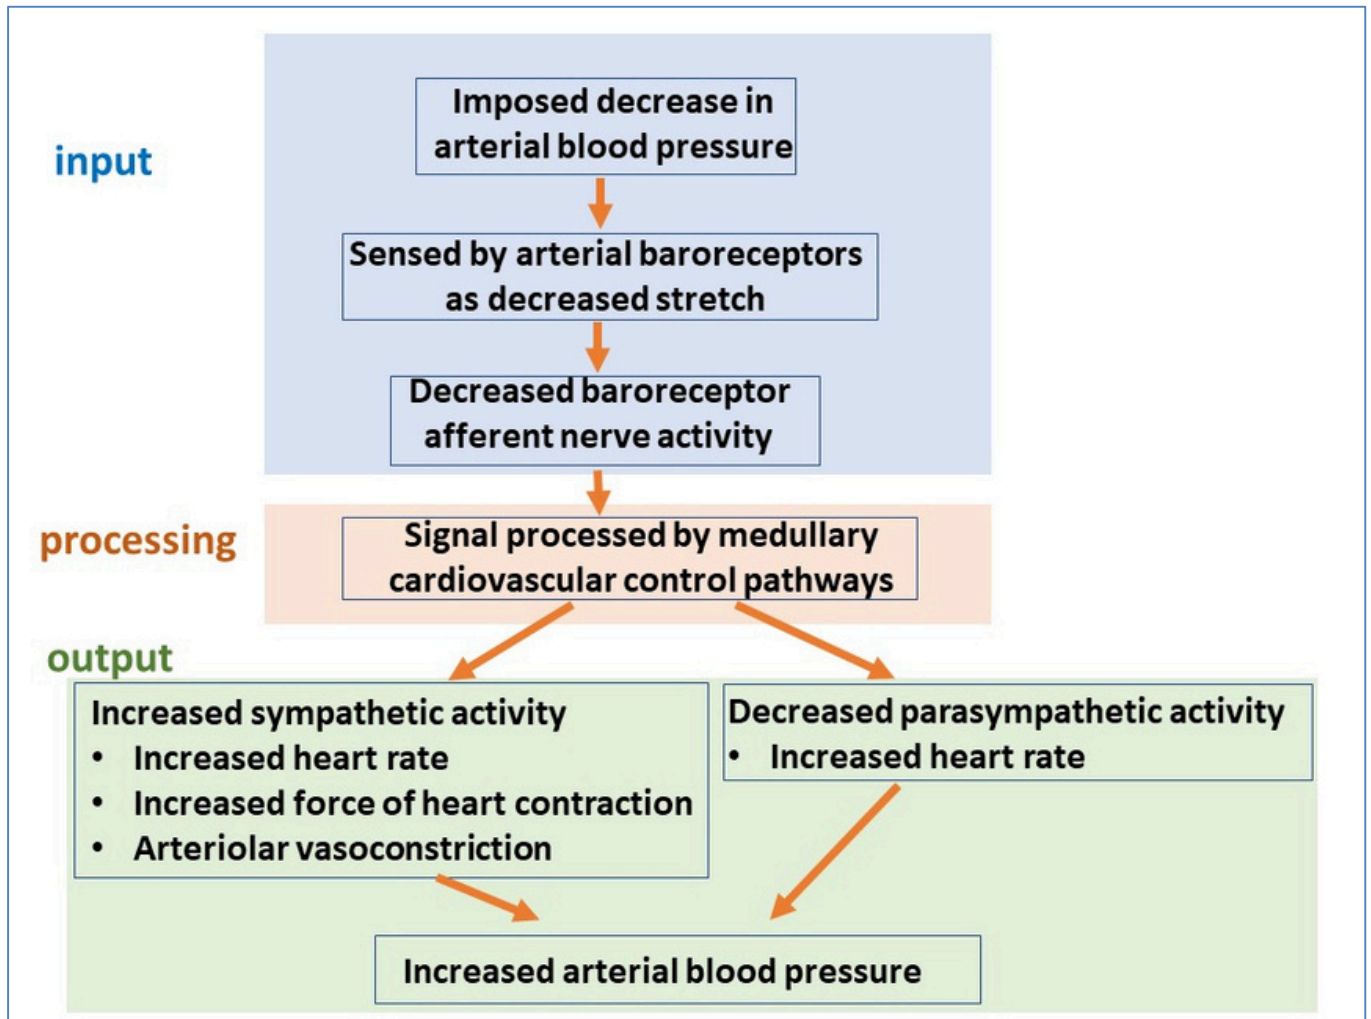 input
Imposed decrease in
arterial blood pressure
Sensed by arterial baroreceptors
as decreased stretch
Decreased baroreceptor
afferent nerve activity
processing
Signal processed by medullary
cardiovascular control pathways
output
Increased sympathetic activity
• Increased heart rate
• Increased force of heart contraction
• Arteriolar vasoconstriction
Decreased parasympathetic activity
• Increased heart rate
Increased arterial blood pressure